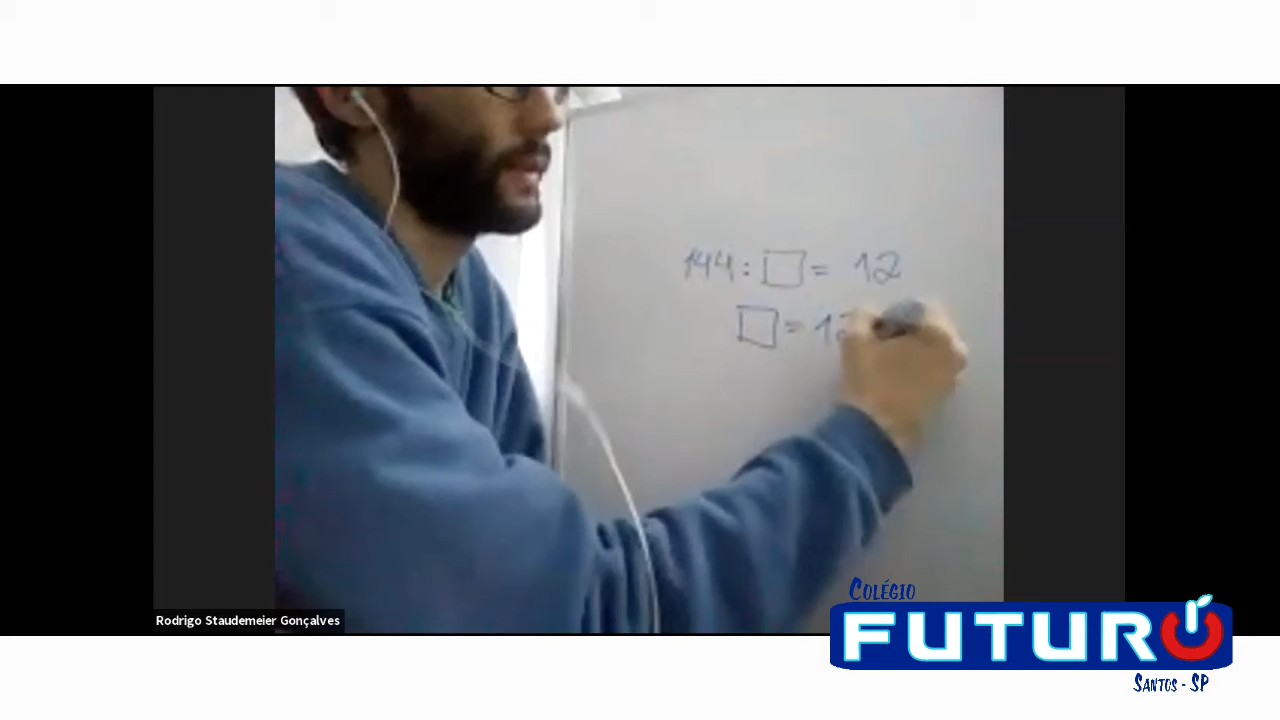 144 : □ = 12
□ = 12
Rodrigo Staudemeier Gonçalves
COLÉGIO
FUTURO
SANTOS - SP